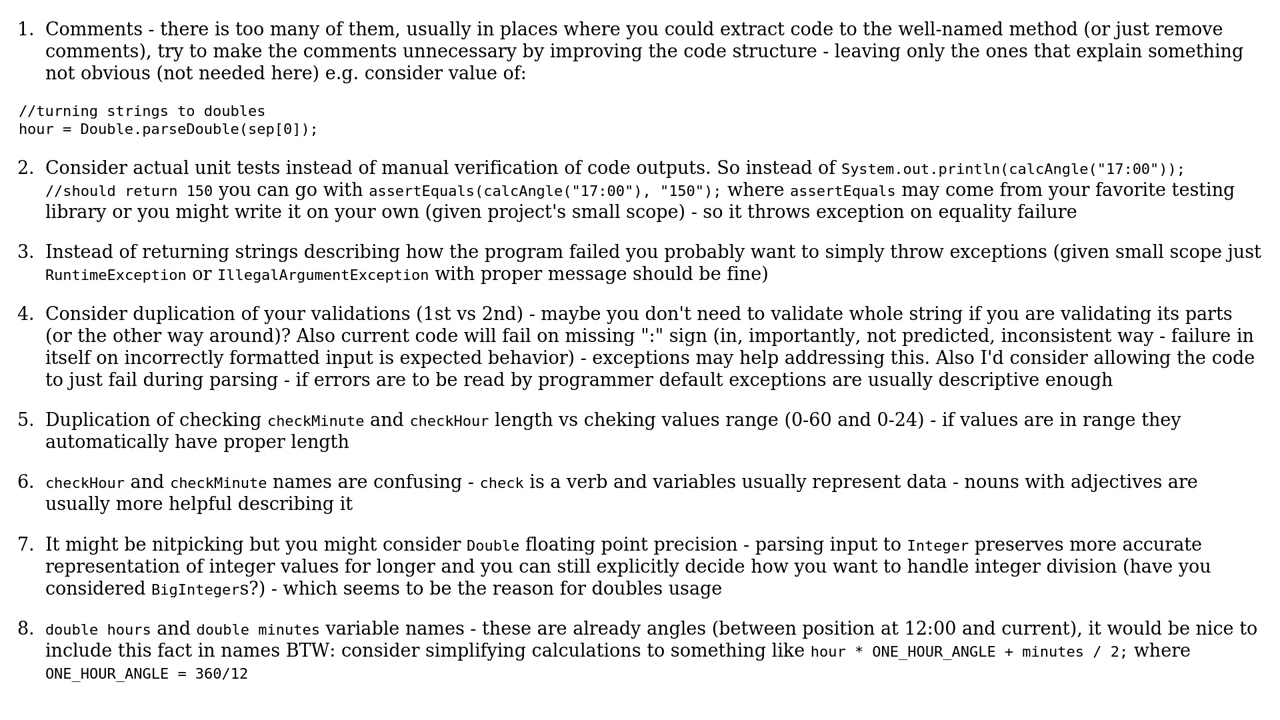 1. Comments - there is too many of them, usually in places where you could extract code to the well-named method (or just remove
comments), try to make the comments unnecessary by improving the code structure - leaving only the ones that explain something
not obvious (not needed here) e.g. consider value of:
//turning strings to doubles
hour = Double.parseDouble(sep[0]);
2. Consider actual unit tests instead of manual verification of code outputs. So instead of System.out.println(calcAngle("17:00"));
//should return 150 you can go with assertEquals(calcAngle("17:00"), "150"); where assertEquals may come from your favorite testing
library or you might write it on your own (given project's small scope) - so it throws exception on equality failure
3. Instead of returning strings describing how the program failed you probably want to simply throw exceptions (given small scope just
RuntimeException or IllegalArgumentException with proper message should be fine)
4. Consider duplication of your validations (1st vs 2nd) - maybe you don't need to validate whole string if you are validating its parts
(or the other way around)? Also current code will fail on missing ":" sign (in, importantly, not predicted, inconsistent way - failure in
itself on incorrectly formatted input is expected behavior) - exceptions may help addressing this. Also I'd consider allowing the code
to just fail during parsing - if errors are to be read by programmer default exceptions are usually descriptive enough
5. Duplication of checking checkMinute and checkHour length vs cheking values range (0-60 and 0-24) - if values are in range they
automatically have proper length
6. checkHour and checkMinute names are confusing - check is a verb and variables usually represent data - nouns with adjectives are
usually more helpful describing it
7. It might be nitpicking but you might consider Double floating point precision - parsing input to Integer preserves more accurate
representation of integer values for longer and you can still explicitly decide how you want to handle integer division (have you
considered BigIntegers?) - which seems to be the reason for doubles usage
8. double hours and double minutes variable names - these are already angles (between position at 12:00 and current), it would be nice to
include this fact in names BTW: consider simplifying calculations to something like hour * ONE_HOUR_ANGLE + minutes / 2; where
ONE_HOUR_ANGLE = 360/12